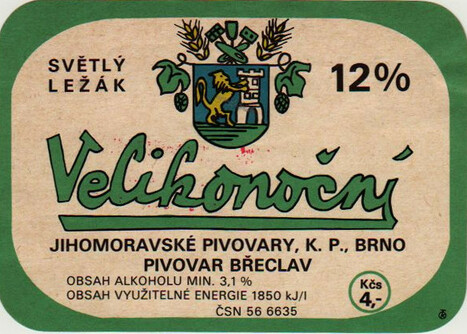 SVĚTLÝ
LEŽÁK
12%
Velikonoční
JIHOMORAVSKÉ PIVOVARY, K. P., BRNO
PIVOVAR BŘECLAV
OBSAH ALKOHOLU MIN. 3,1 %
OBSAH VYUŽITELNÉ ENERGIE 1850 kJ/l
ČSN 56 6635
Kčs
4,-